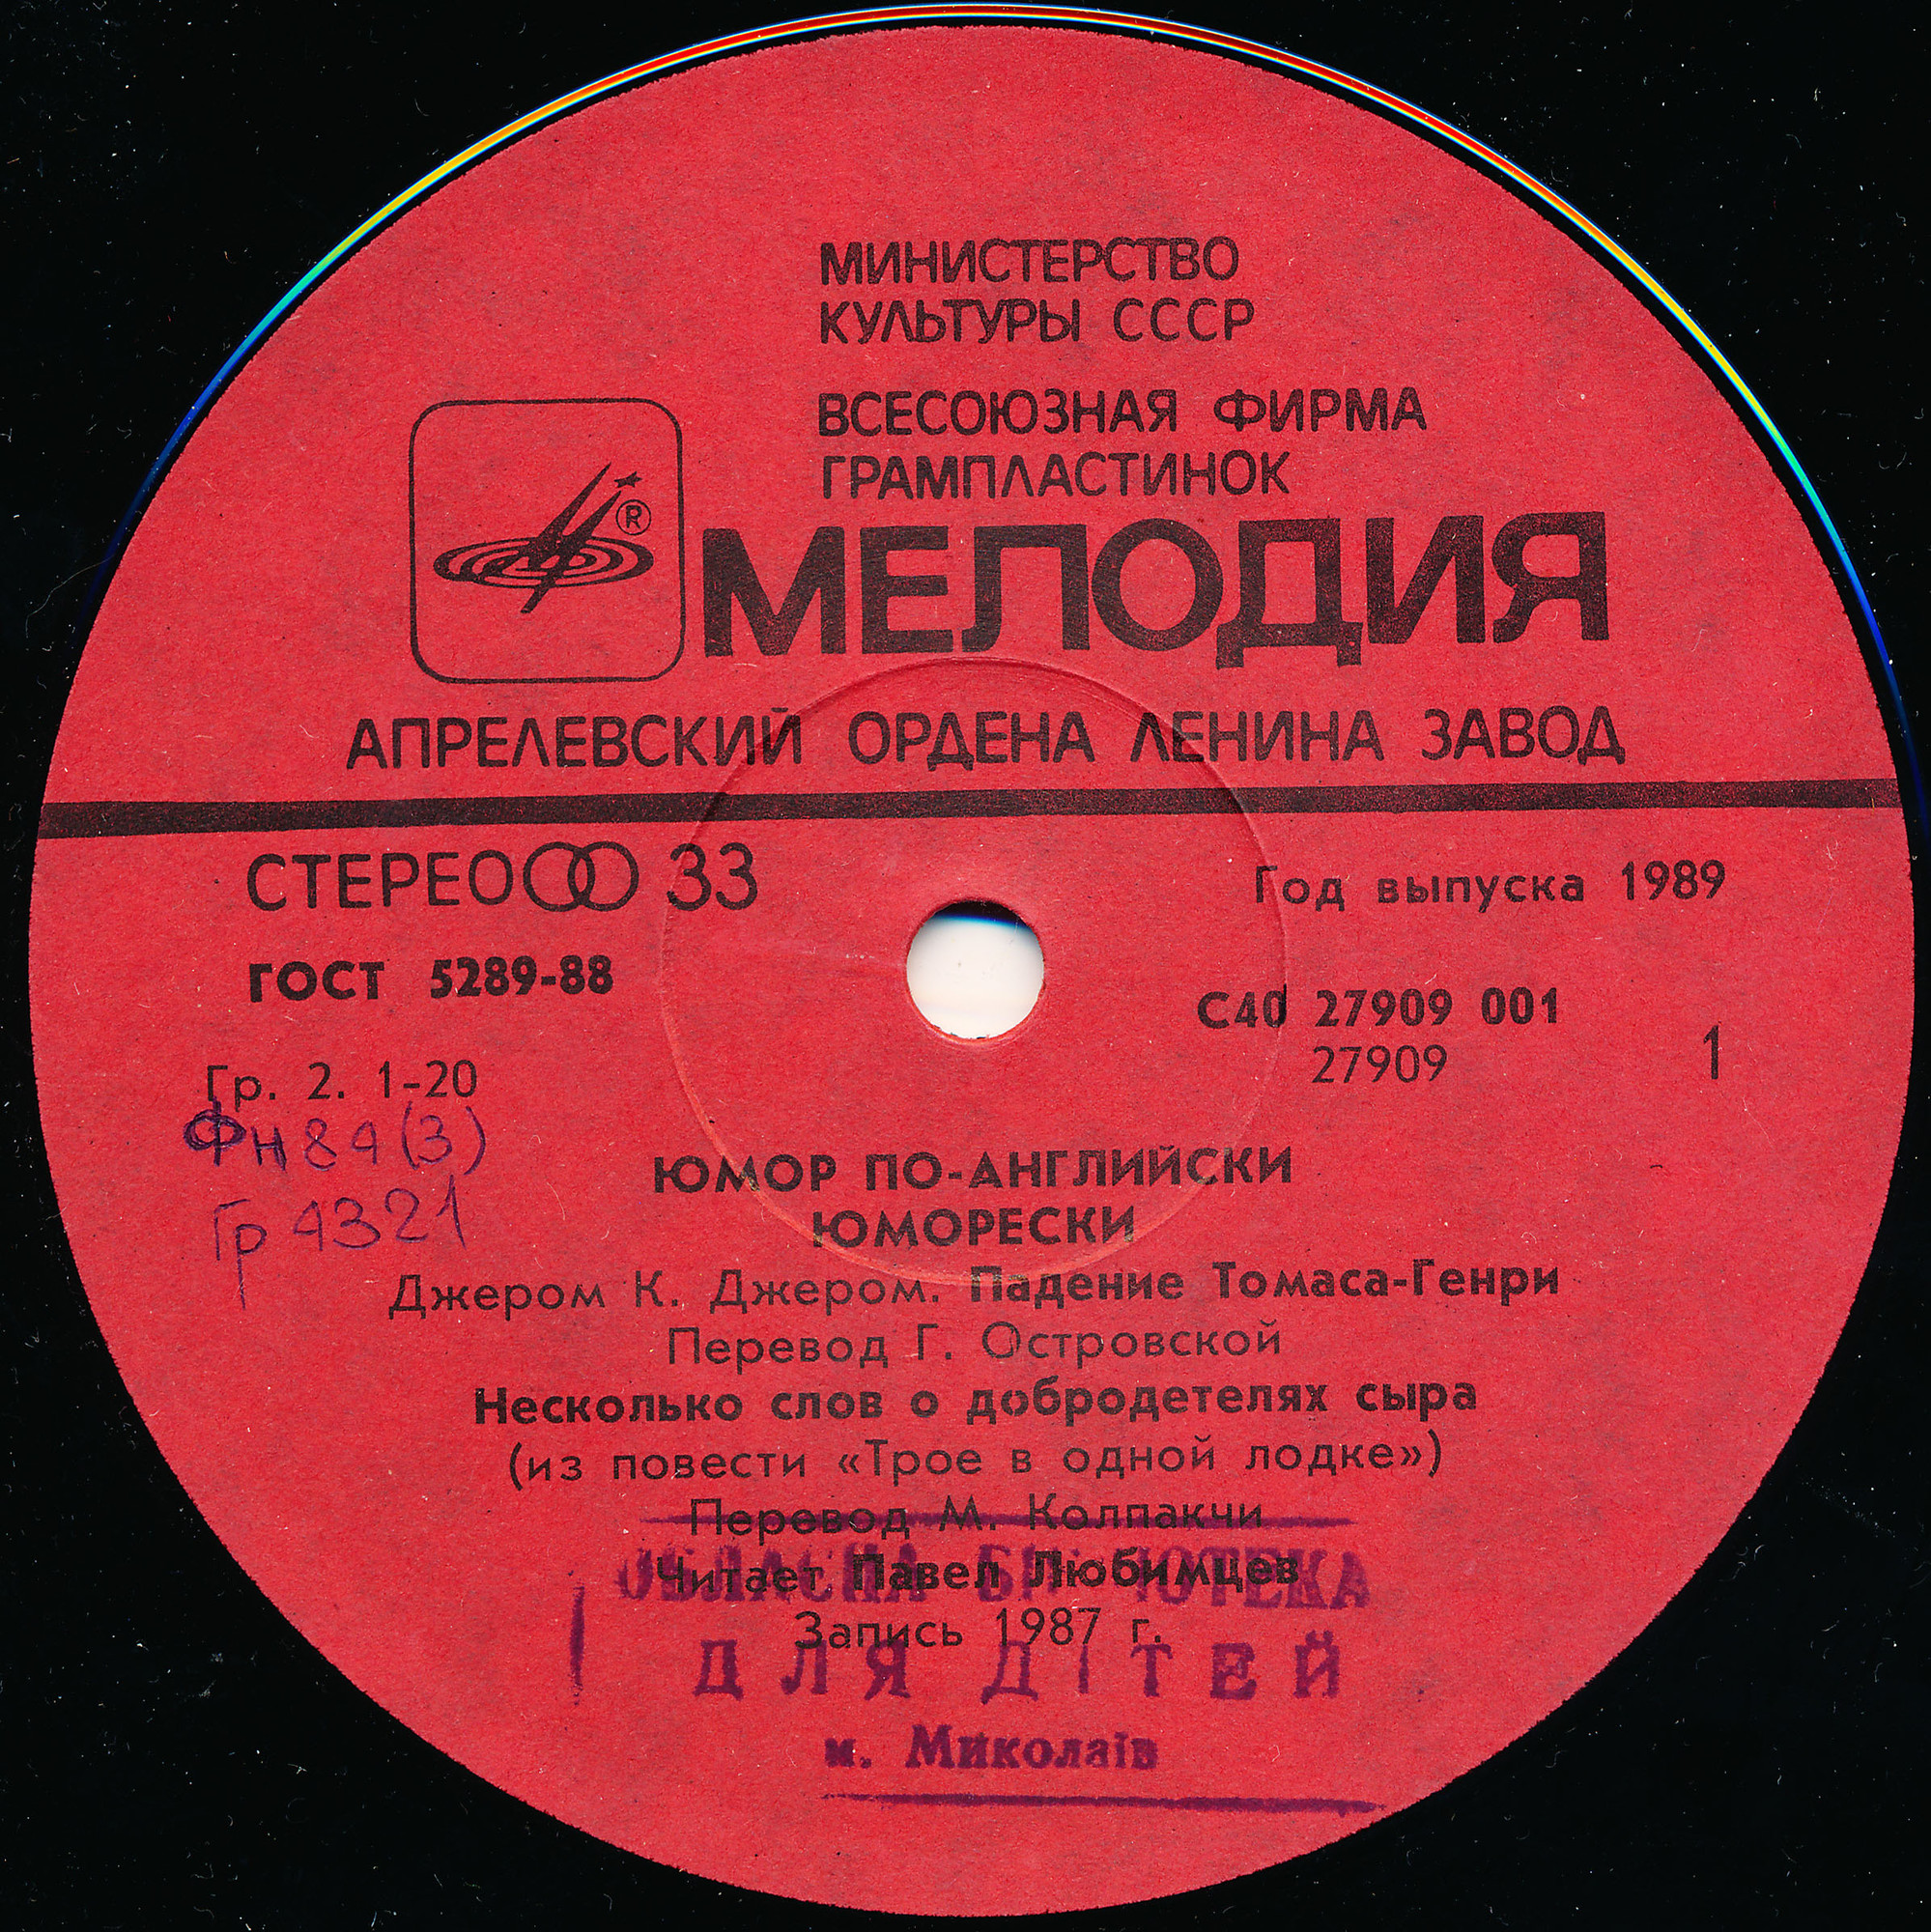 МИНИСТЕРСТВО
КУЛЬТУРЫ СССР
ВСЕСОЮЗНАЯ ФИРМА
ГРАМПЛАСТИНОК
®
МЕЛОДИЯ
АПРЕЛЕВСКИЙ ОРДЕНА ЛЕНИНА ЗАВОД
СТЕРЕО 33
Год выпуска 1989
ГОСТ 5289-88
С40 27909 001
27909
1
Гр. 2. 1-20
Фн84(3)
Гр 4321
ЮМОР ПО-АНГЛИЙСКИ
ЮМОРЕСКИ
Джером К. Джером. Падение Томаса-Генри
Перевод Г. Островской
Несколько слов о добродетелях сыра
(из повести «Трое в одной лодке»)
Перевод М. Колпакчи
Читает Павел Любимцев
Запись 1987 г.
ОБЛАСНА БІБЛІОТЕКА
ДЛЯ ДІТЕЙ
м. Миколаїв